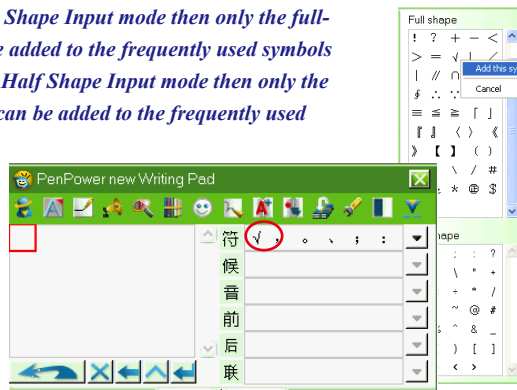 Shape Input mode then only the full-
e added to the frequently used symbols
Half Shape Input mode then only the
can be added to the frequently used
Full shape
! ? + − <
> = √
| // ∩
Add this sy
Cancel
∮ ∴ ∵
≡ ≦ ≧ 「 」
『 』 〈 〉 《
》 【 】 ( )
\ / #
* ⊕ $
PenPower new Writing Pad
符 √ , 。 、 ; :
候
音
前
后
联
ape
; : ?
\ " +
÷ * /
~ @ #
^ & _
) [ ]
< >